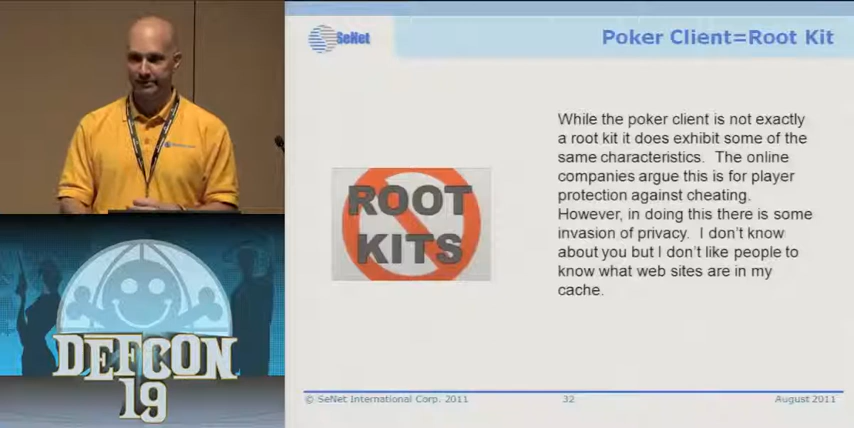 SeNet
Poker Client=Root Kit
While the poker client is not exactly
a root kit it does exhibit some of the
same characteristics. The online
companies argue this is for player
protection against cheating.
However, in doing this there is some
invasion of privacy. I don't know
about you but I don't like people to
know what web sites are in my
cache.
ROOT
KITS
DEFCON
19
© SeNet International Corp. 2011
32
August 2011